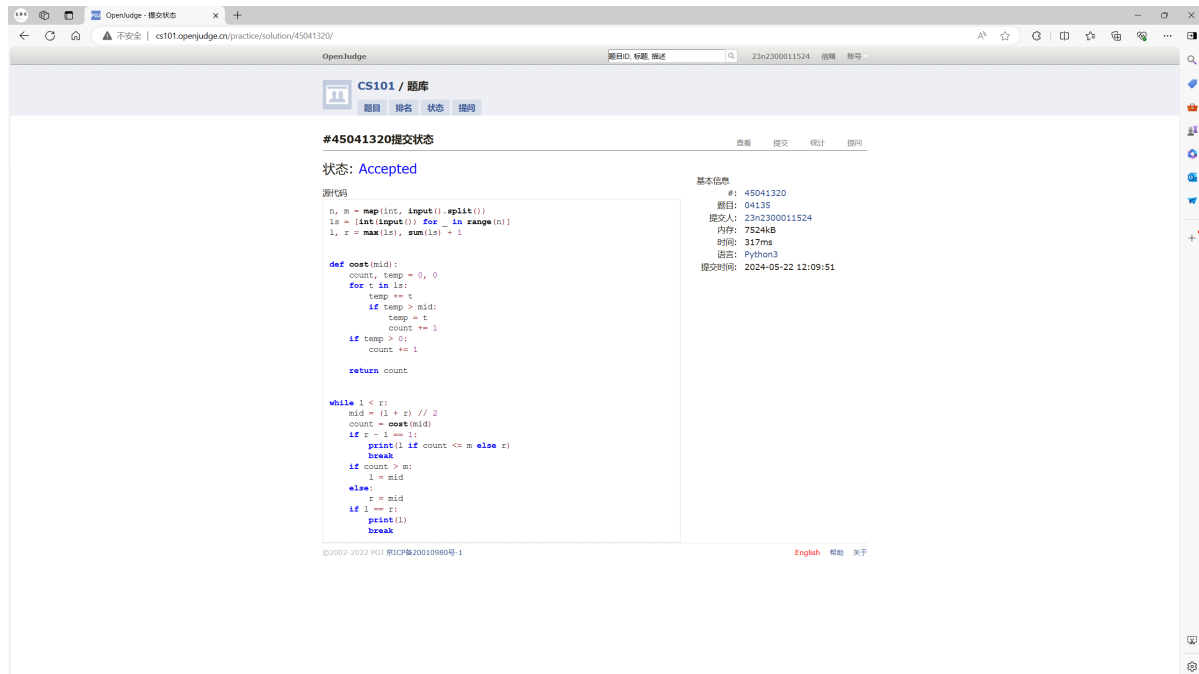 OpenJudge - 提交状态
不安全 | cs101.openjudge.cn/practice/solution/45041320/
OpenJudge
题目ID, 标题, 描述
23n2300011524 信箱 账号
CS101 / 题库
题目 排名 状态 提问
#45041320提交状态
查看 提交 统计 提问
状态: Accepted
源代码
n, m = map(int, input().split())
ls = [int(input()) for _ in range(n)]
l, r = max(ls), sum(ls) + 1
def cost(mid):
    count, temp = 0, 0
    for t in ls:
        temp += t
        if temp > mid:
            temp = t
            count += 1
    if temp > 0:
        count += 1
    return count
while l < r:
    mid = (l + r) // 2
    count = cost(mid)
    if r - l == 1:
        print(l if count <= m else r)
        break
    if count > m:
        l = mid
    else:
        r = mid
    if l == r:
        print(l)
        break
基本信息
#: 45041320
题目: 04135
提交人: 23n2300011524
内存: 7524kB
时间: 317ms
语言: Python3
提交时间: 2024-05-22 12:09:51
©2002-2022 POJ 京ICP备20010980号-1
English 帮助 关于